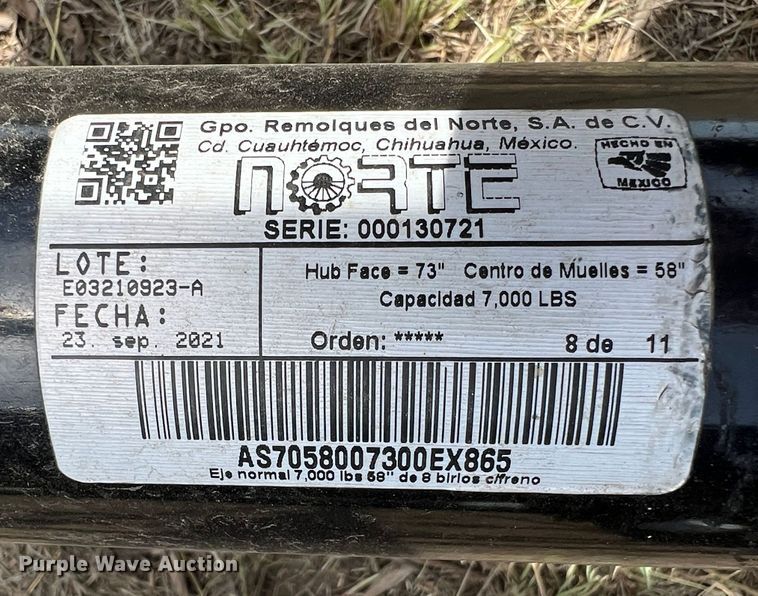 Gpo. Remolques del Norte, S.A. de C.V.
Cd. Cuauhtémoc, Chihuahua, México.
HECHO EN
MEXICO
NORTE
SERIE: 000130721
LOTE:
E03210923-A
FECHA:
23. sep. 2021
Hub Face = 73" Centro de Muelles = 58"
Capacidad 7,000 LBS
Orden: ***** 8 de 11
AS7058007300EX865
Eje normal 7,000 lbs 58" de 8 birlos c/freno
Purple Wave Auction